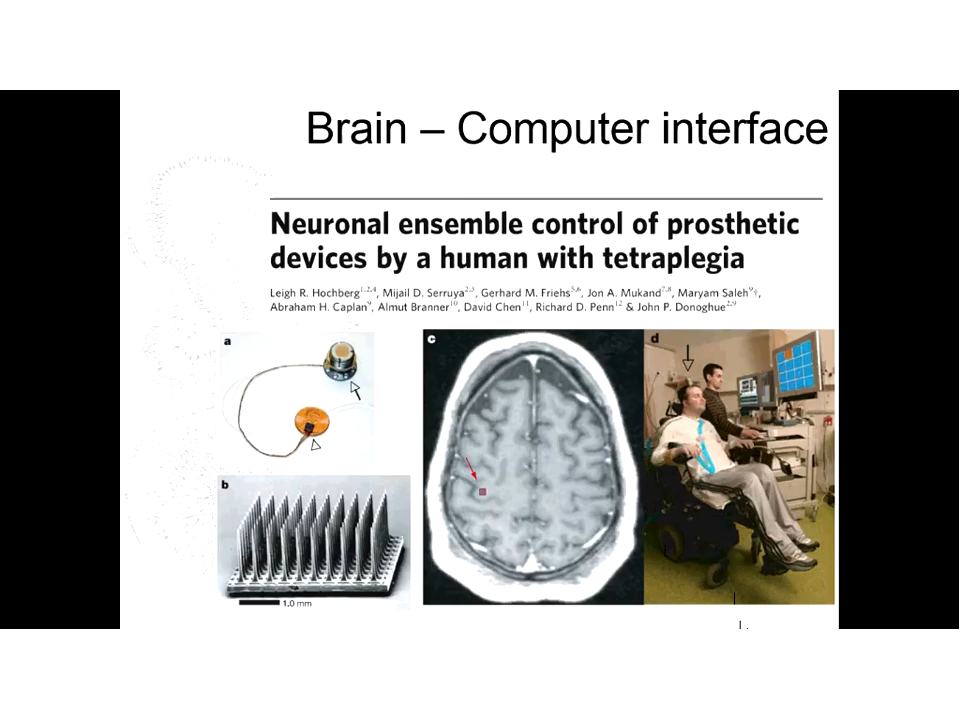 Brain – Computer interface
Neuronal ensemble control of prosthetic
devices by a human with tetraplegia
Leigh R. Hochberg1,2,4, Mijail D. Serruya2,3, Gerhard M. Friehs5,6, Jon A. Mukand7,8, Maryam Saleh9†,
Abraham H. Caplan9, Almut Branner10, David Chen11, Richard D. Penn12 & John P. Donoghue2,9
a
b
1.0 mm
c
d